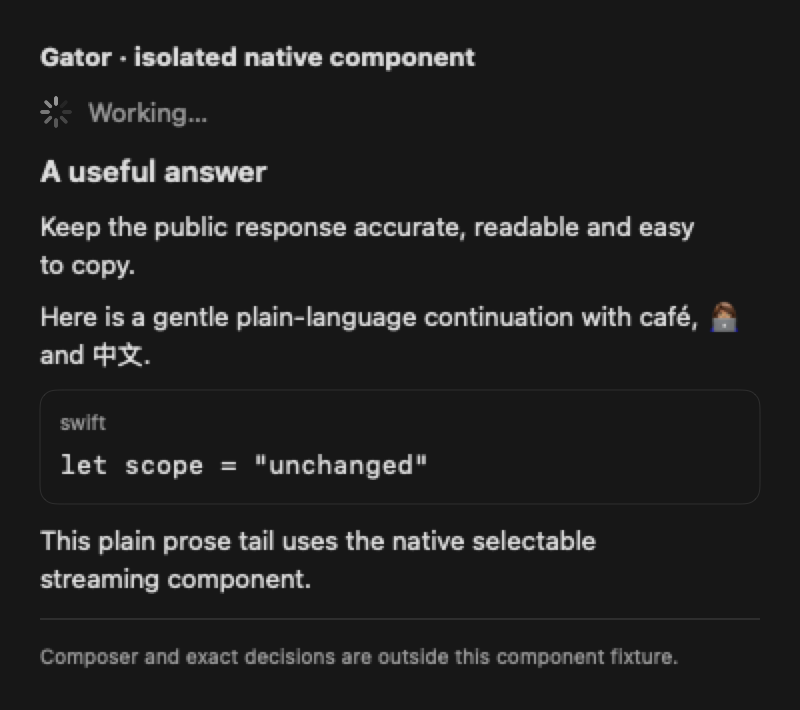 Gator · isolated native component
Working...
A useful answer
Keep the public response accurate, readable and easy
to copy.
Here is a gentle plain-language continuation with café, 🧑🏽‍💻
and 中文.
swift
let scope = "unchanged"
This plain prose tail uses the native selectable
streaming component.
Composer and exact decisions are outside this component fixture.